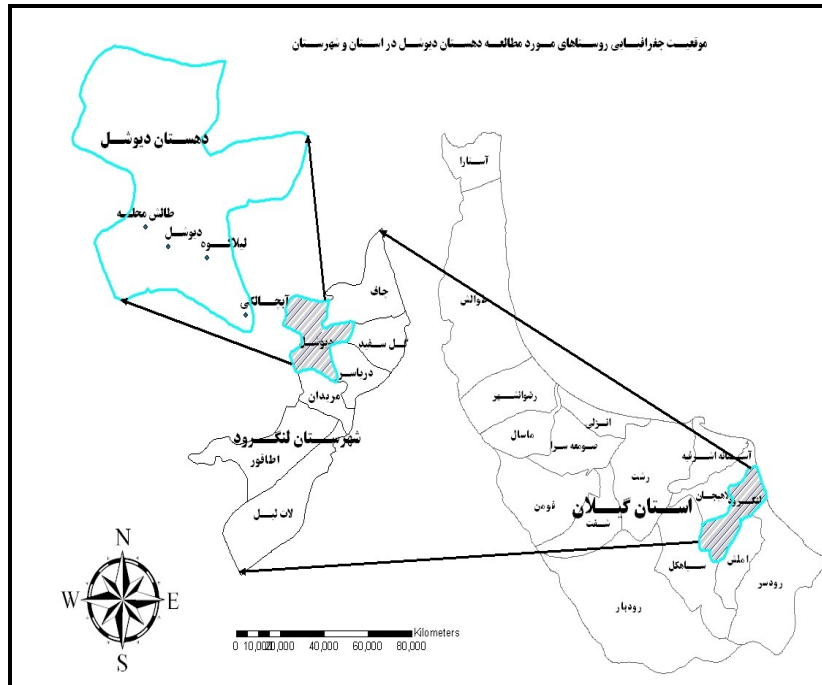 موقعیت جغرافیایی روستاهای مورد مطالعه دهستان دیوشل در استان و شهرستان
دهستان دیوشل
طالش محله
دیوشل
لیلاکوه
آبچالکی
آستارا
طوالش
رضوانشهر
ماسال
انزلی
صومعه سرا
رشت
آستانه اشرفیه
لاهیجان
لنگرود
استان گیلان
فومن
شفت
سیاهکل
املش
رودسر
رودبار
چاف
دیوشل
گل سفید
دریاسر
مریدان
شهرستان لنگرود
اطاقور
لات لیل
N
W
E
S
Kilometers
0 10,000 20,000 40,000 60,000 80,000